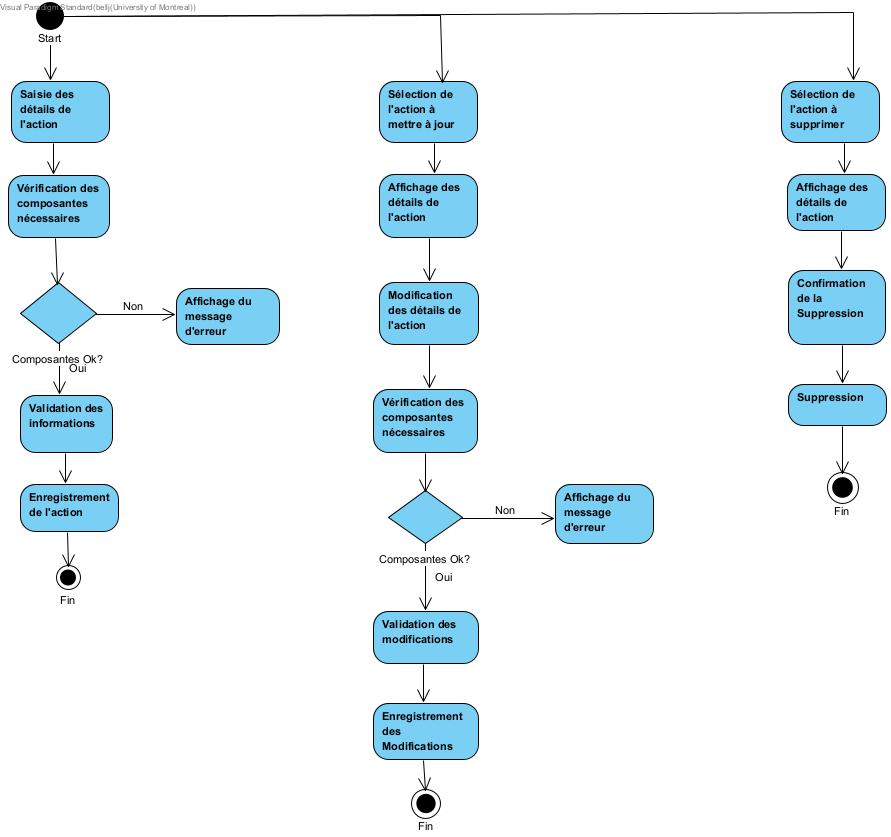 Visual Paradigm Standard(bellj(University of Montreal))
Start
Saisie des
détails de
l'action
Vérification des
composantes
nécessaires
Non
Affichage du
message
d'erreur
Composantes Ok?
Oui
Validation des
informations
Enregistrement
de l'action
Fin
Sélection de
l'action à
mettre à jour
Affichage des
détails de
l'action
Modification
des détails de
l'action
Vérification des
composantes
nécessaires
Non
Affichage du
message
d'erreur
Composantes Ok?
Oui
Validation des
modifications
Enregistrement
des
Modifications
Fin
Sélection de
l'action à
supprimer
Affichage des
détails de
l'action
Confirmation
de la
Suppression
Suppression
Fin